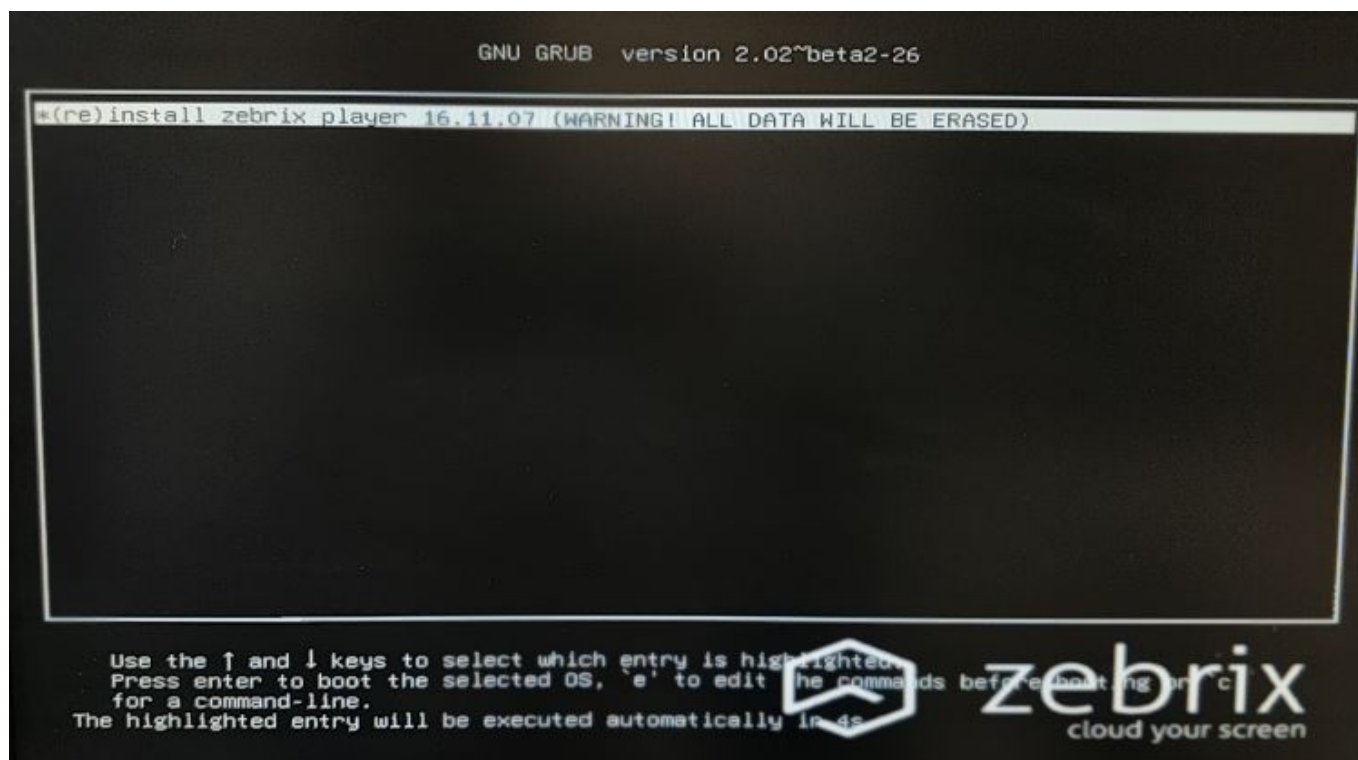 GNU GRUB version 2.02~beta2-26
*(re)install zebrix player 16.11.07 (WARNING! ALL DATA WILL BE ERASED)
Use the ↑ and ↓ keys to select which entry is highlighted.
Press enter to boot the selected OS, `e' to edit the commands before booting or `c'
for a command-line.
The highlighted entry will be executed automatically in 4s.
zebrix
cloud your screen